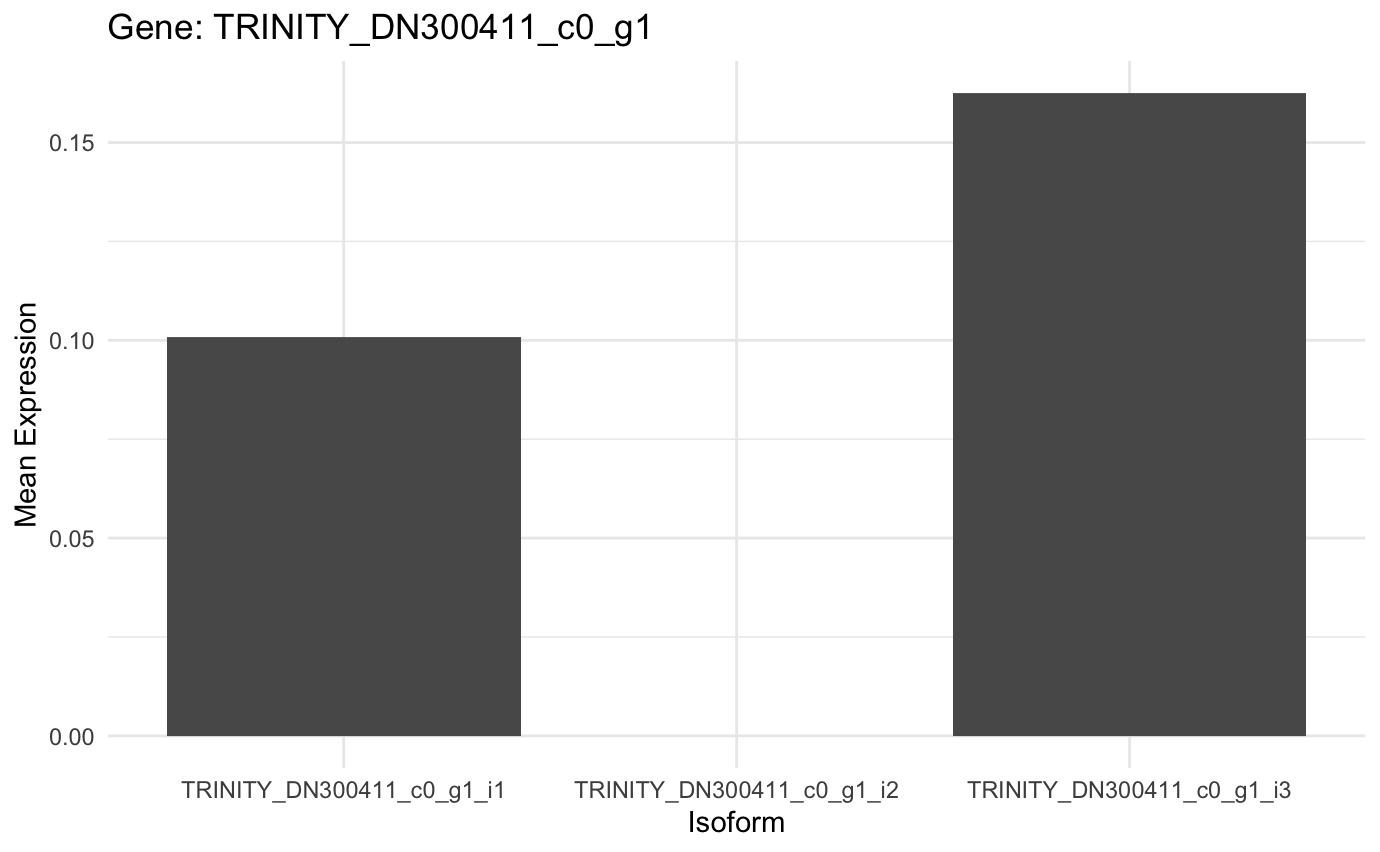 Gene: TRINITY_DN300411_c0_g1
Mean Expression
0.15
0.10
0.05
0.00
TRINITY_DN300411_c0_g1_i1 TRINITY_DN300411_c0_g1_i2 TRINITY_DN300411_c0_g1_i3
Isoform